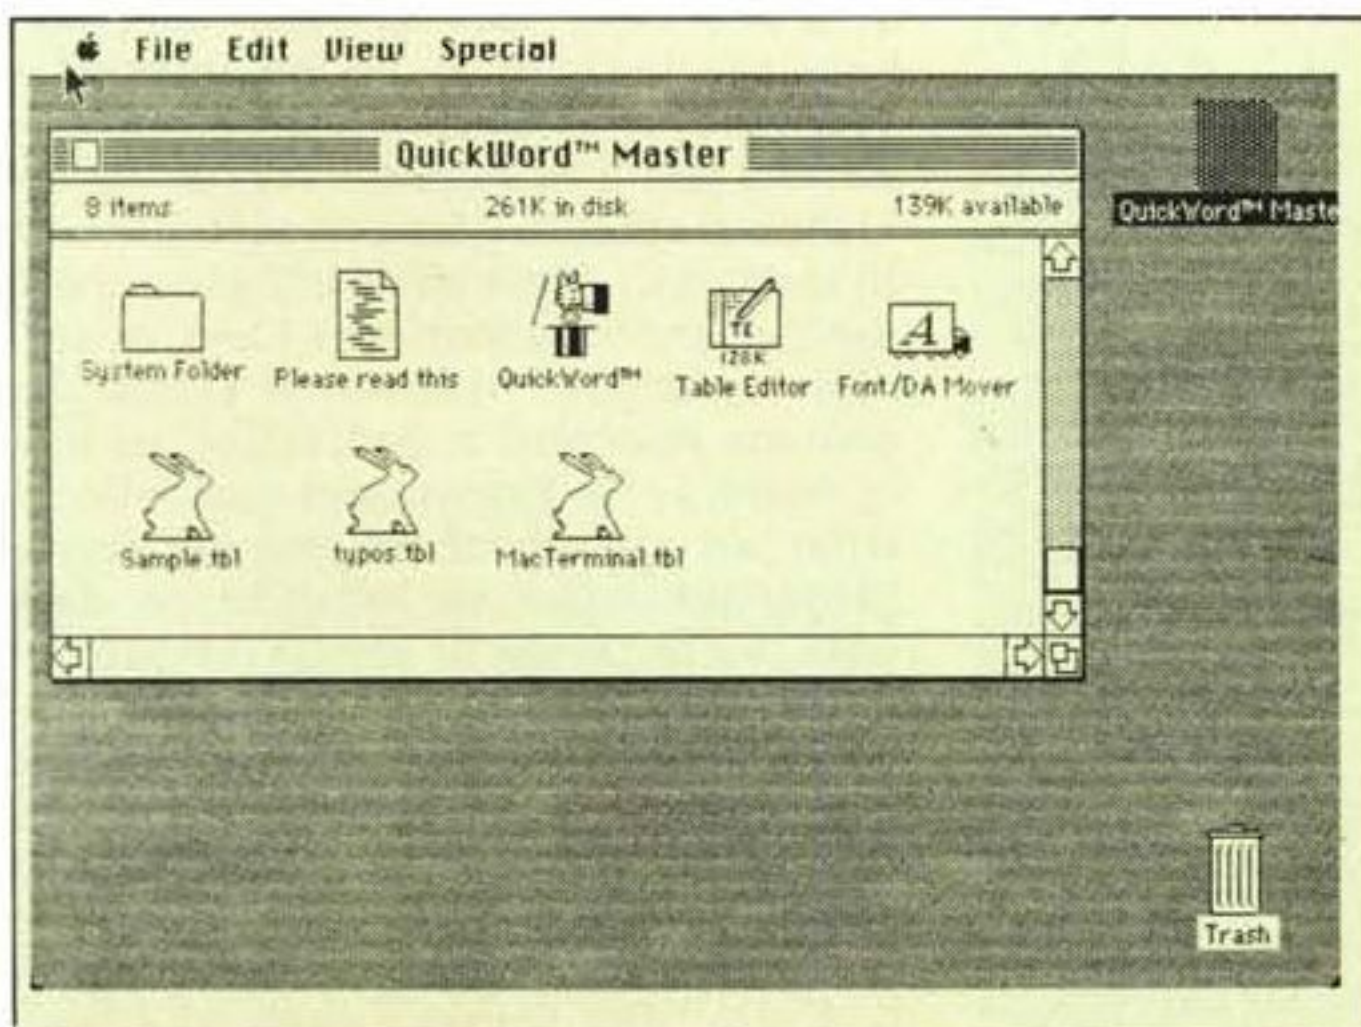 File Edit View Special
QuickWord™ Master
8 items 261K in disk 139K available
QuickWord™ Maste
TE
128K
System Folder Please read this QuickWord™ Table Editor Font/DA Mover
Sample.tbl typos.tbl MacTerminal.tbl
Trash